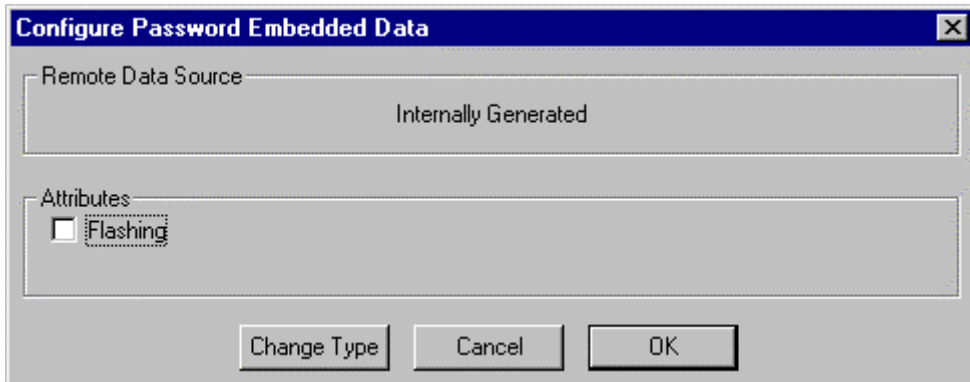 Configure Password Embedded Data
Remote Data Source
Internally Generated
Attributes
Flashing
Change Type Cancel OK